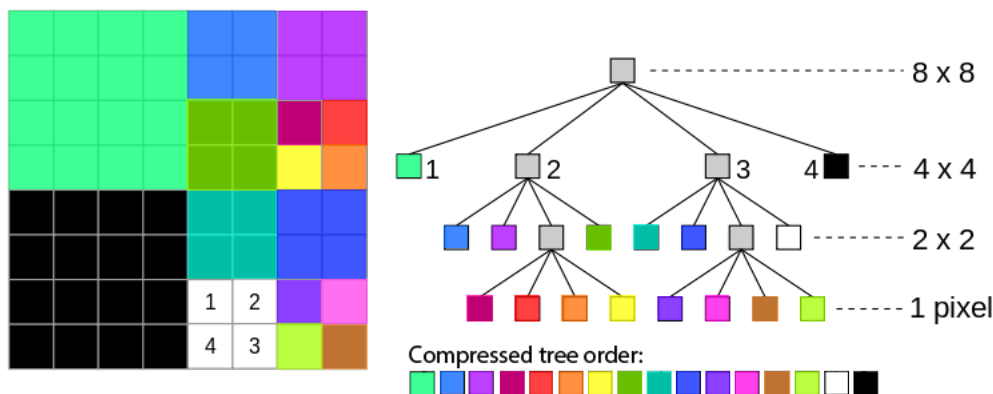 8 x 8
1 2 3 4 4 x 4
2 x 2
1 2
4 3
1 pixel
Compressed tree order: